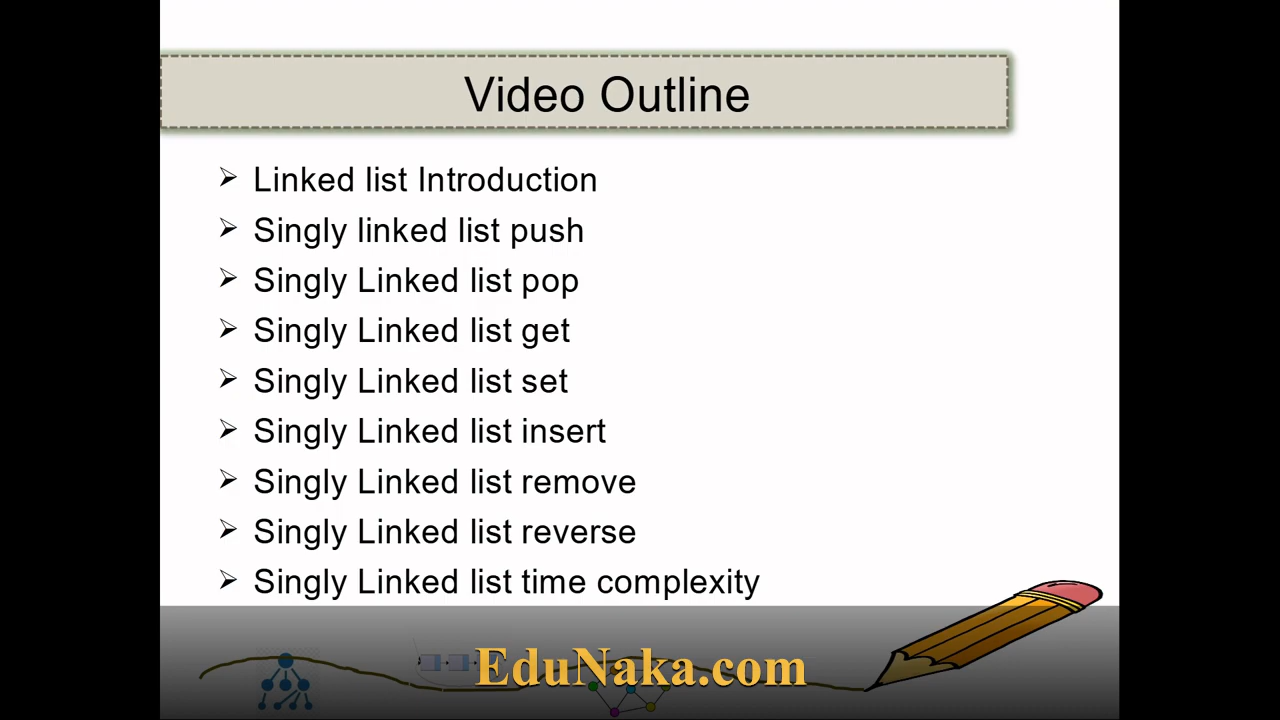 Video Outline
Linked list Introduction
Singly linked list push
Singly Linked list pop
Singly Linked list get
Singly Linked list set
Singly Linked list insert
Singly Linked list remove
Singly Linked list reverse
Singly Linked list time complexity
EduNaka.com